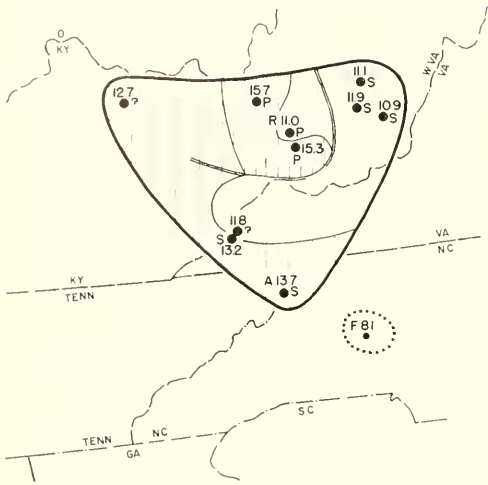 O
KY
W VA
VA
12.7 ?
15.7
P
11.1
S
11.9
S
10.9
S
R 11.0
P
15.3
P
11.8
?
S
13.2
VA
NC
KY
TENN
A 13.7
S
F 8.1
SC
TENN
NC
GA